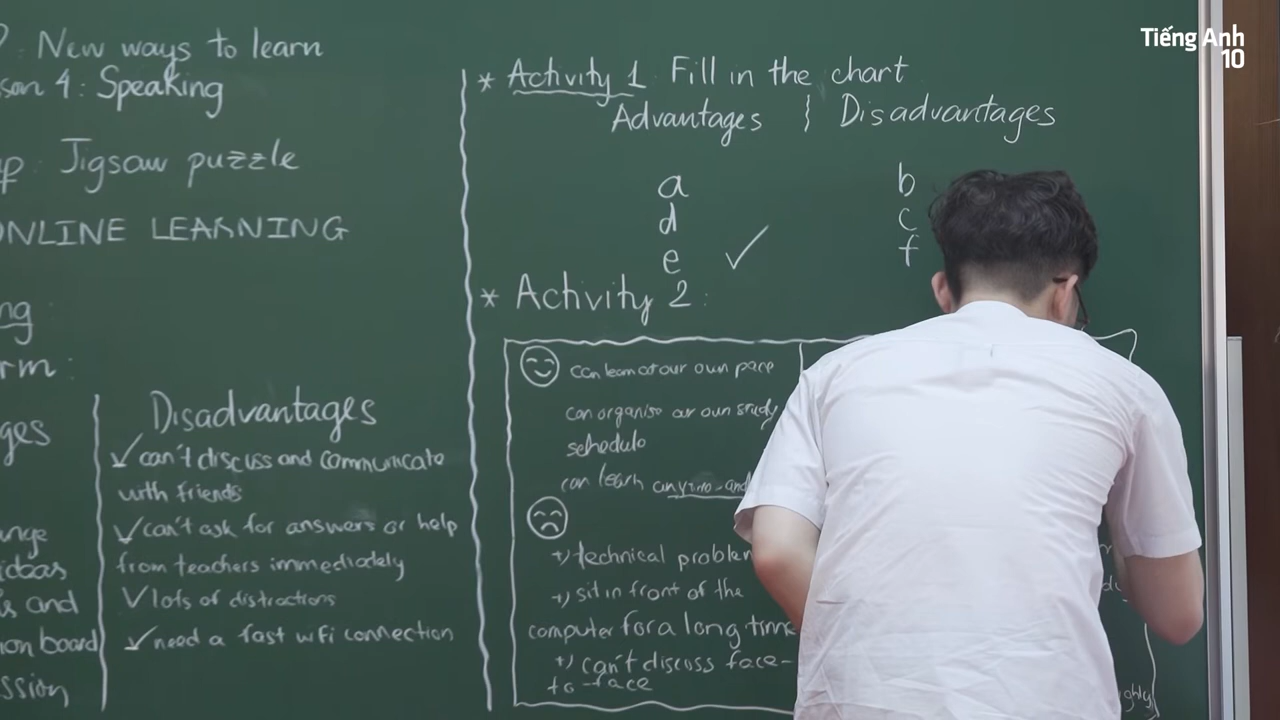 Tiếng Anh
10
: New ways to learn
son 4: Speaking
Jigsaw puzzle
ONLINE LEARNING
ng
rm:
ges
ange
ideas
s and
ion board
ssion
Disadvantages
✓ can't discuss and communicate
with friends
✓ can't ask for answers or help
from teachers immediately
✓ lots of distractions
✓ need a fast wifi connection
* Activity 1: Fill in the chart
Advantages | Disadvantages
a b
d c
e ✓ f
* Activity 2:
can learn at our own pace
can organise our own study
schedule
can learn
+) technical problem
+) sit in front of the
computer for a long time
+) can't discuss face-
to-face
ghly